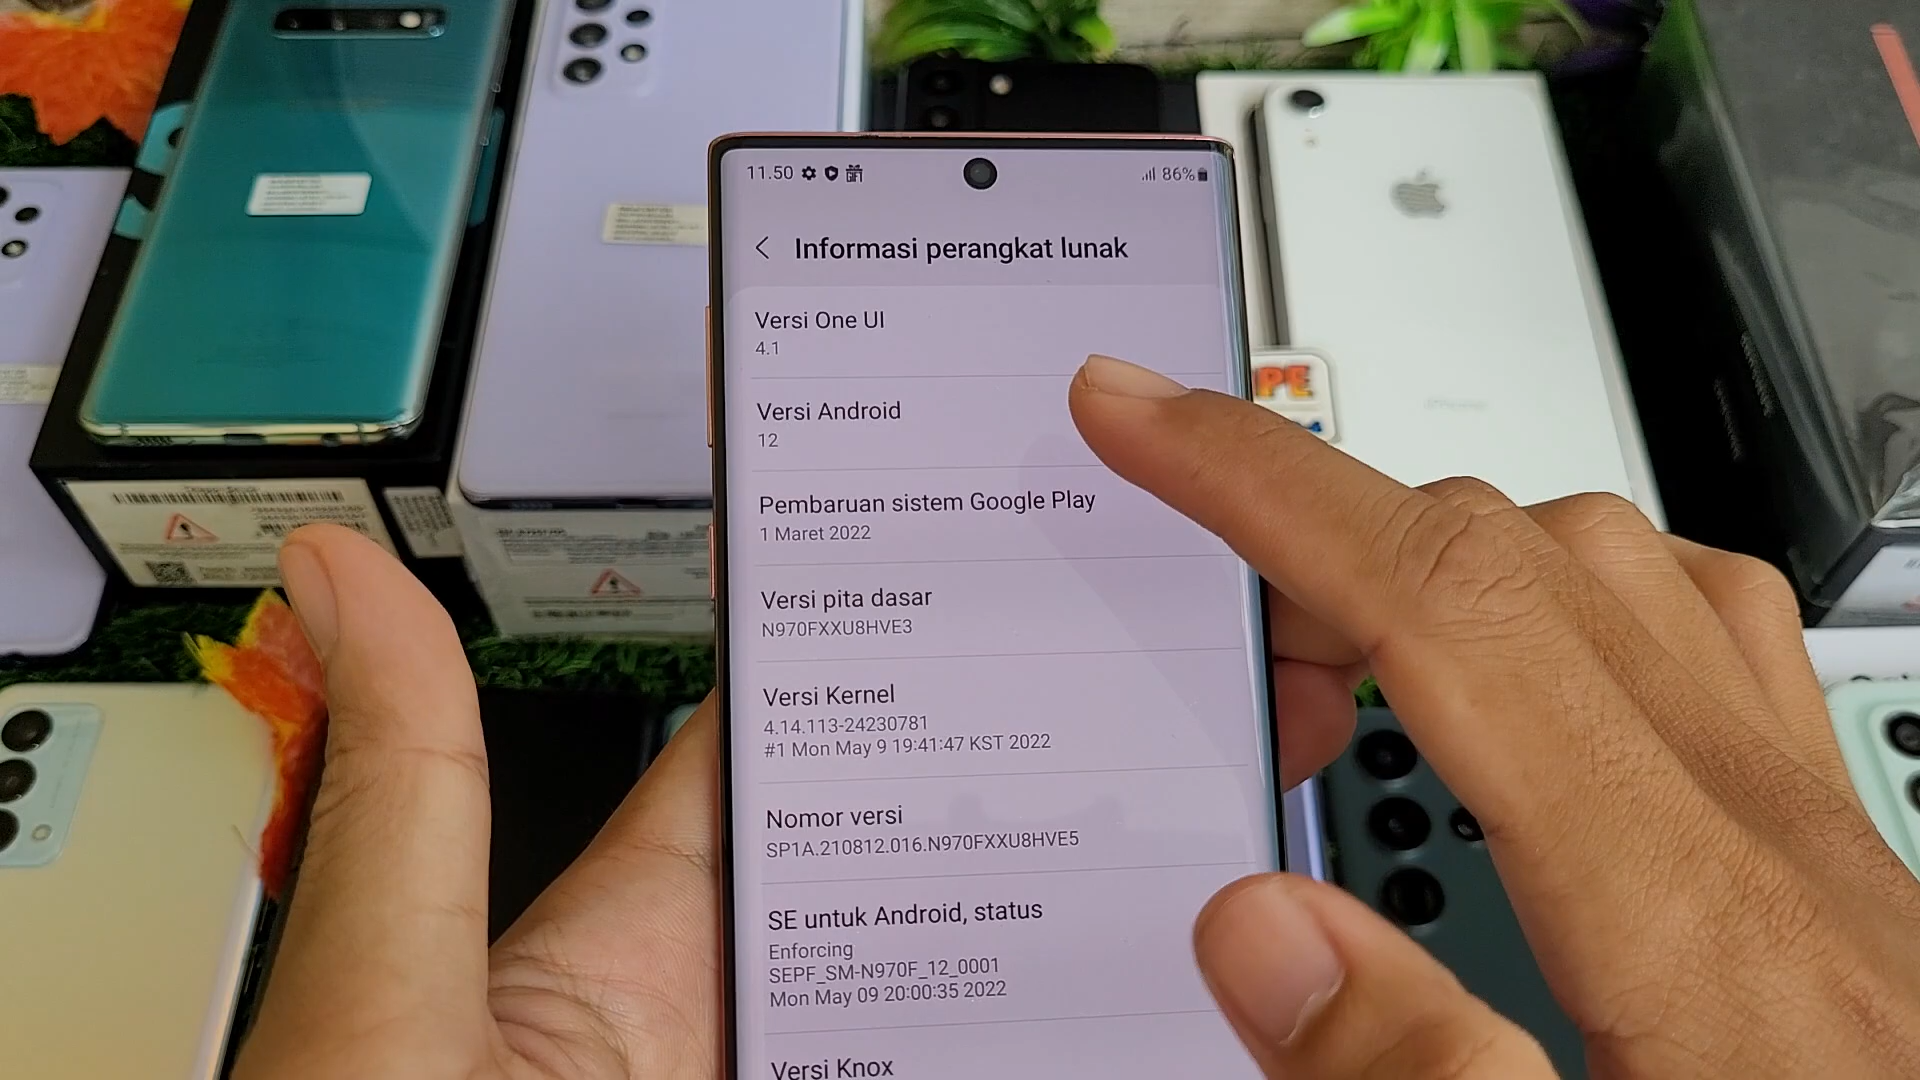 11.50
86%
Informasi perangkat lunak
Versi One UI
4.1
Versi Android
12
Pembaruan sistem Google Play
1 Maret 2022
Versi pita dasar
N970FXXU8HVE3
Versi Kernel
4.14.113-24230781
#1 Mon May 9 19:41:47 KST 2022
Nomor versi
SP1A.210812.016.N970FXXU8HVE5
SE untuk Android, status
Enforcing
SEPF_SM-N970F_12_0001
Mon May 09 20:00:35 2022
Versi Knox
PE